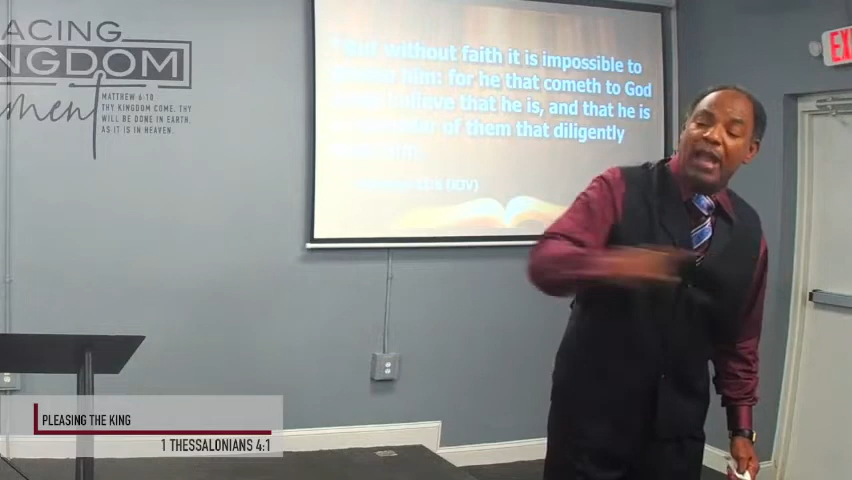 ACING
NGDOM
ment
MATTHEW 6:10
THY KINGDOM COME. THY
WILL BE DONE IN EARTH,
AS IT IS IN HEAVEN.
"But without faith it is impossible to
him: for he that cometh to God
believe that he is, and that he is
of them that diligently
EXI
PLEASING THE KING
1 THESSALONIANS 4:1